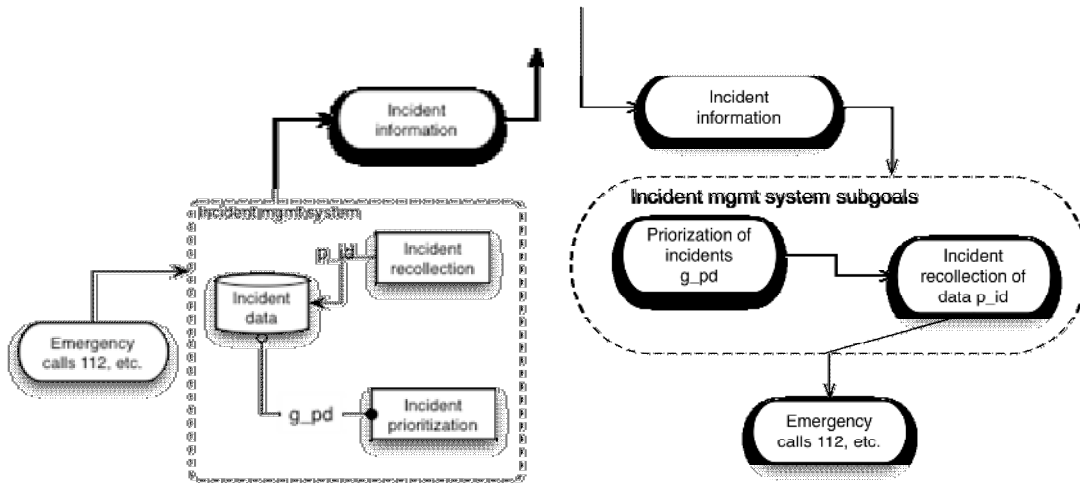 Incident
information
Incident mgmt system
p_id
Incident
recollection
Incident
data
Emergency
calls 112, etc.
g_pd
Incident
prioritization
Incident
information
Incident mgmt system subgoals
Priorization of
incidents
g_pd
Incident
recollection of
data p_id
Emergency
calls 112, etc.